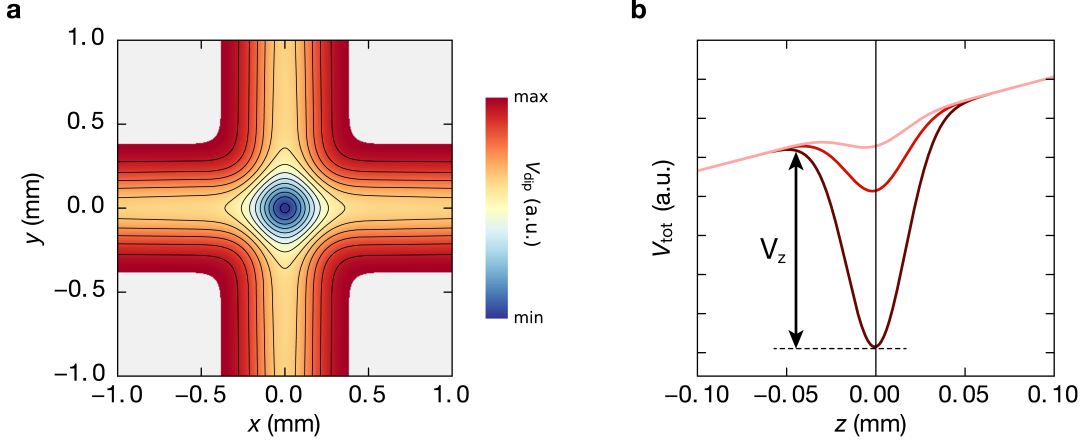 a
1.0
0.5
0.0
−0.5
−1.0
y (mm)
−1.0 −0.5 0.0 0.5 1.0
x (mm)
max
V_dip (a.u.)
min
b
V_tot (a.u.)
V_z
−0.10 −0.05 0.00 0.05 0.10
z (mm)